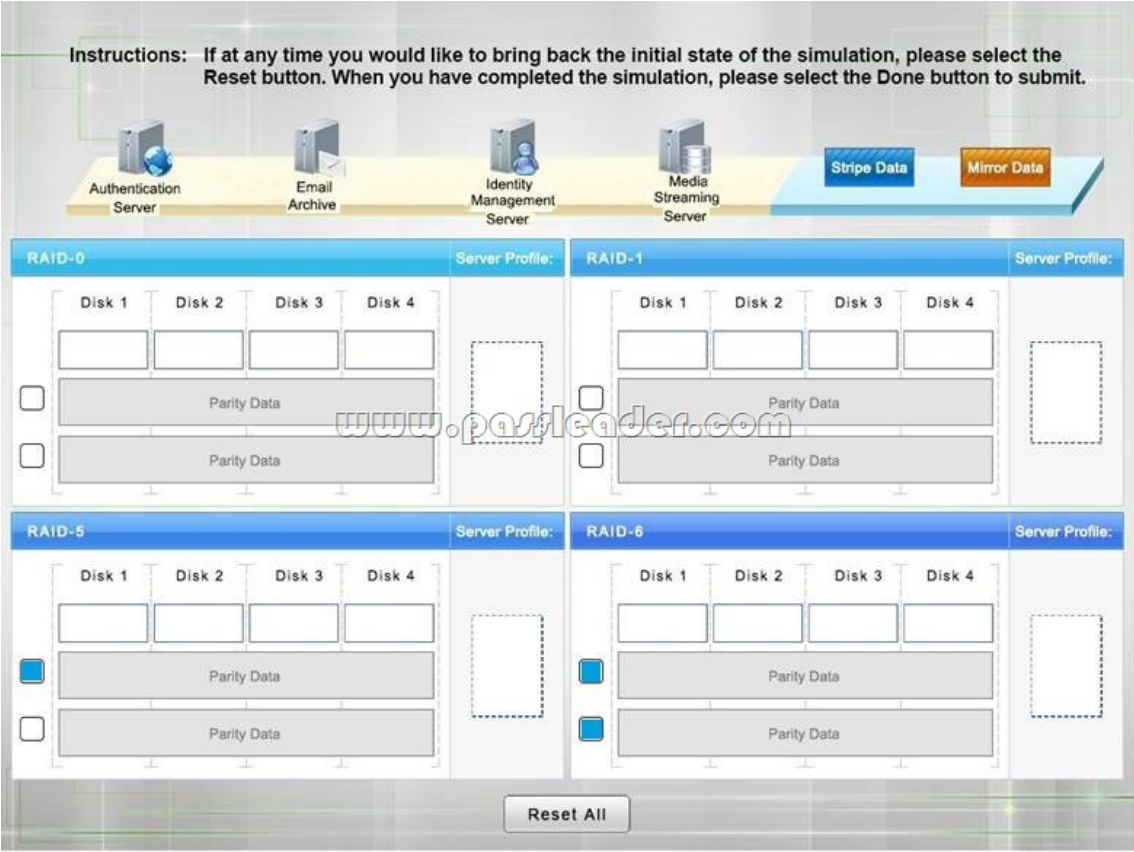 Instructions: If at any time you would like to bring back the initial state of the simulation, please select the
Reset button. When you have completed the simulation, please select the Done button to submit.
Authentication
Server
Email
Archive
Identity
Management
Server
Media
Streaming
Server
Stripe Data
Mirror Data
RAID-0
Server Profile:
Disk 1 Disk 2 Disk 3 Disk 4
Parity Data
Parity Data
RAID-1
Server Profile:
Disk 1 Disk 2 Disk 3 Disk 4
Parity Data
Parity Data
www.passleader.com
RAID-5
Server Profile:
Disk 1 Disk 2 Disk 3 Disk 4
Parity Data
Parity Data
RAID-6
Server Profile:
Disk 1 Disk 2 Disk 3 Disk 4
Parity Data
Parity Data
Reset All